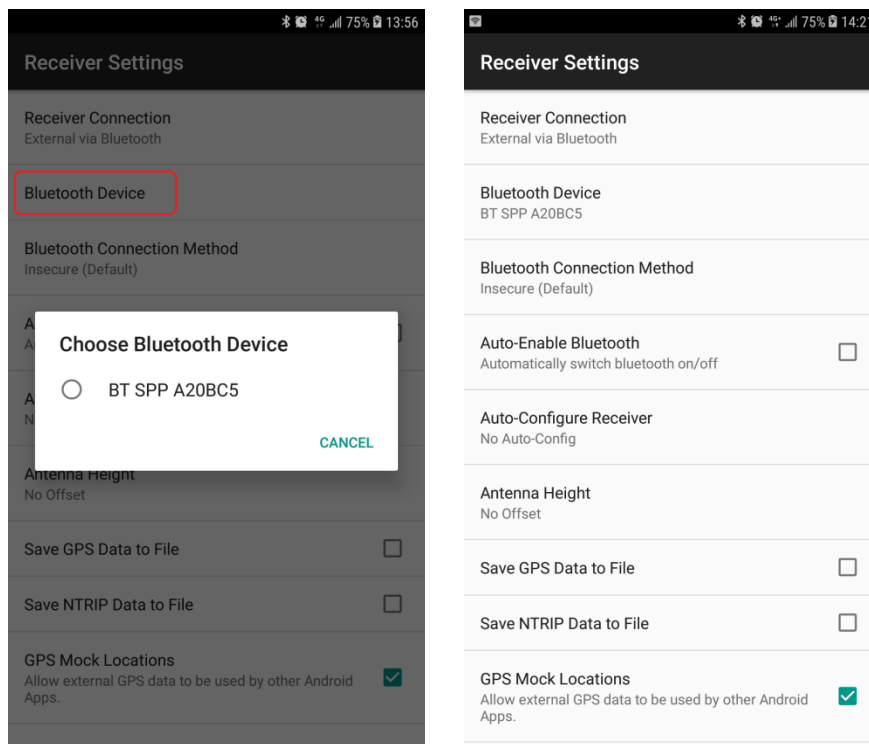 4G 75% 13:56
Receiver Settings
Receiver Connection
External via Bluetooth
Bluetooth Device
Bluetooth Connection Method
Insecure (Default)
A
A
Choose Bluetooth Device
BT SPP A20BC5
A
N
CANCEL
Antenna Height
No Offset
Save GPS Data to File
Save NTRIP Data to File
GPS Mock Locations
Allow external GPS data to be used by other Android
Apps.
4G+ 75% 14:21
Receiver Settings
Receiver Connection
External via Bluetooth
Bluetooth Device
BT SPP A20BC5
Bluetooth Connection Method
Insecure (Default)
Auto-Enable Bluetooth
Automatically switch bluetooth on/off
Auto-Configure Receiver
No Auto-Config
Antenna Height
No Offset
Save GPS Data to File
Save NTRIP Data to File
GPS Mock Locations
Allow external GPS data to be used by other Android
Apps.